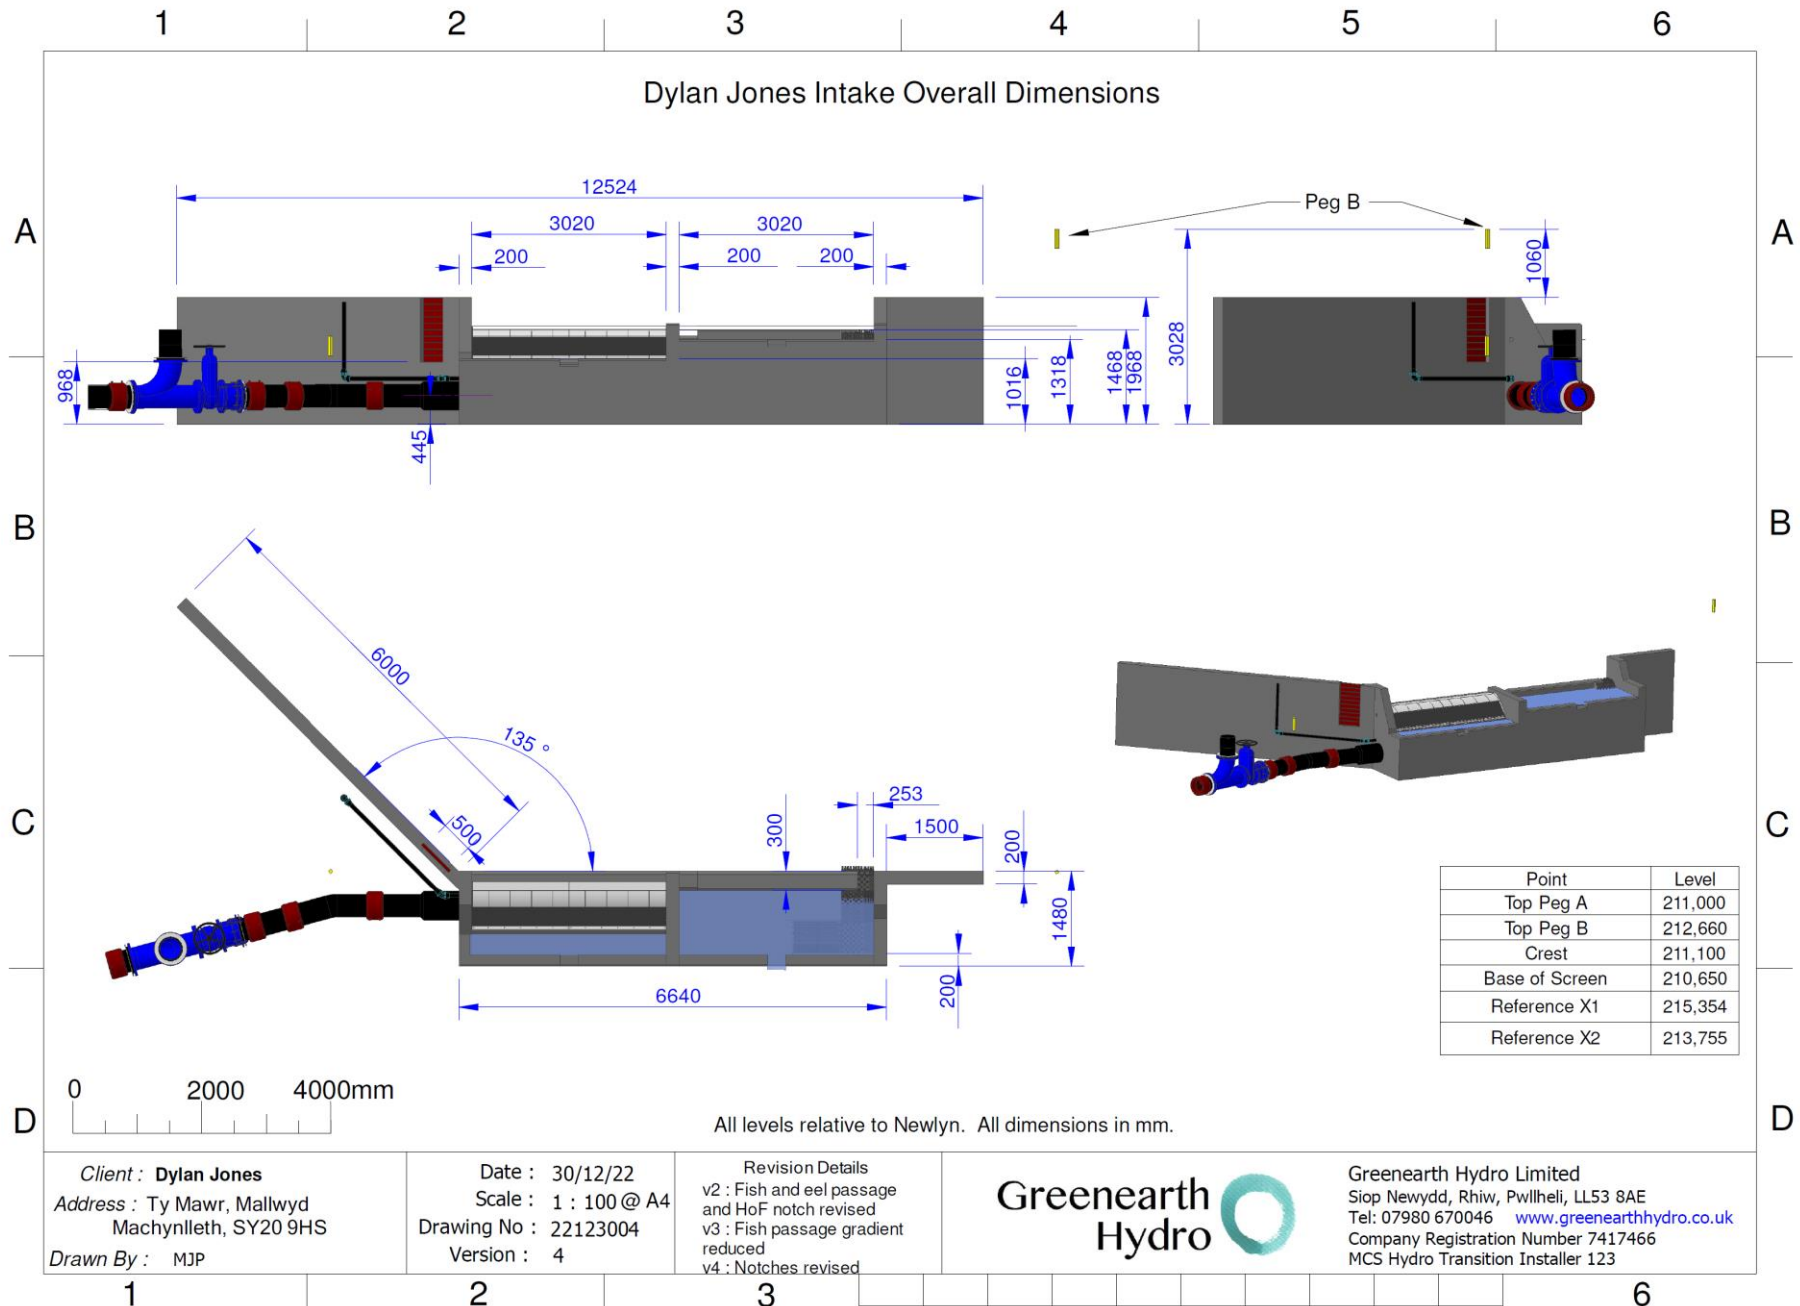 1 2 3 4 5 6
Dylan Jones Intake Overall Dimensions
A
A
12524
3020
3020
200
200
200
Peg B
1060
3028
968
445
1016
1318
1468
1968
B
B
6000
135 °
500
300
253
1500
200
1480
200
6640
C
C
Point Level
Top Peg A 211,000
Top Peg B 212,660
Crest 211,100
Base of Screen 210,650
Reference X1 215,354
Reference X2 213,755
0 2000 4000mm
D
D
All levels relative to Newlyn. All dimensions in mm.
Client : Dylan Jones
Address : Ty Mawr, Mallwyd
Machynlleth, SY20 9HS
Drawn By : MJP
Date : 30/12/22
Scale : 1 : 100 @ A4
Drawing No : 22123004
Version : 4
Revision Details
v2 : Fish and eel passage
and HoF notch revised
v3 : Fish passage gradient
reduced
v4 : Notches revised
Greenearth
Hydro
Greenearth Hydro Limited
Siop Newydd, Rhiw, Pwllheli, LL53 8AE
Tel: 07980 670046 www.greenearthhydro.co.uk
Company Registration Number 7417466
MCS Hydro Transition Installer 123
1 2 3 6